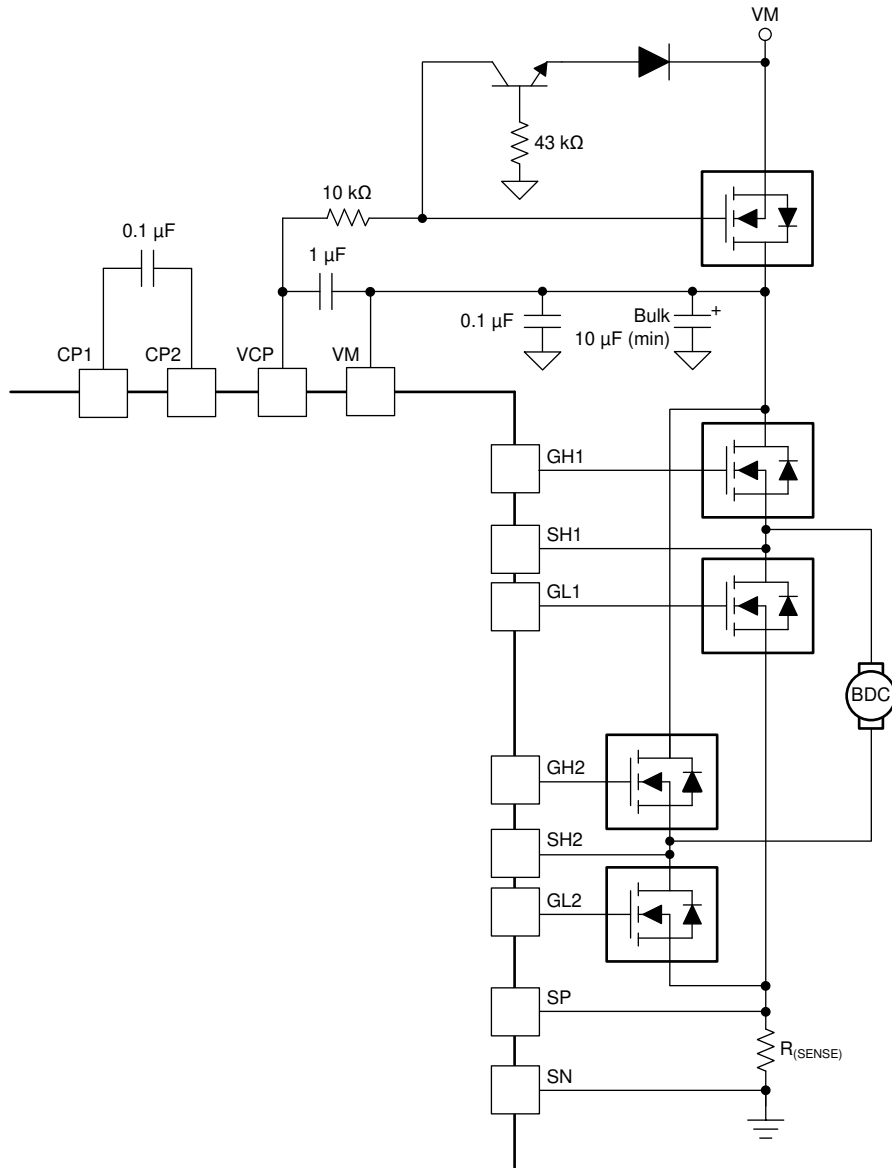 VM
43 kΩ
10 kΩ
0.1 µF
1 µF
0.1 µF
Bulk
+
10 µF (min)
CP1
CP2
VCP
VM
GH1
SH1
GL1
BDC
GH2
SH2
GL2
SP
R(SENSE)
SN